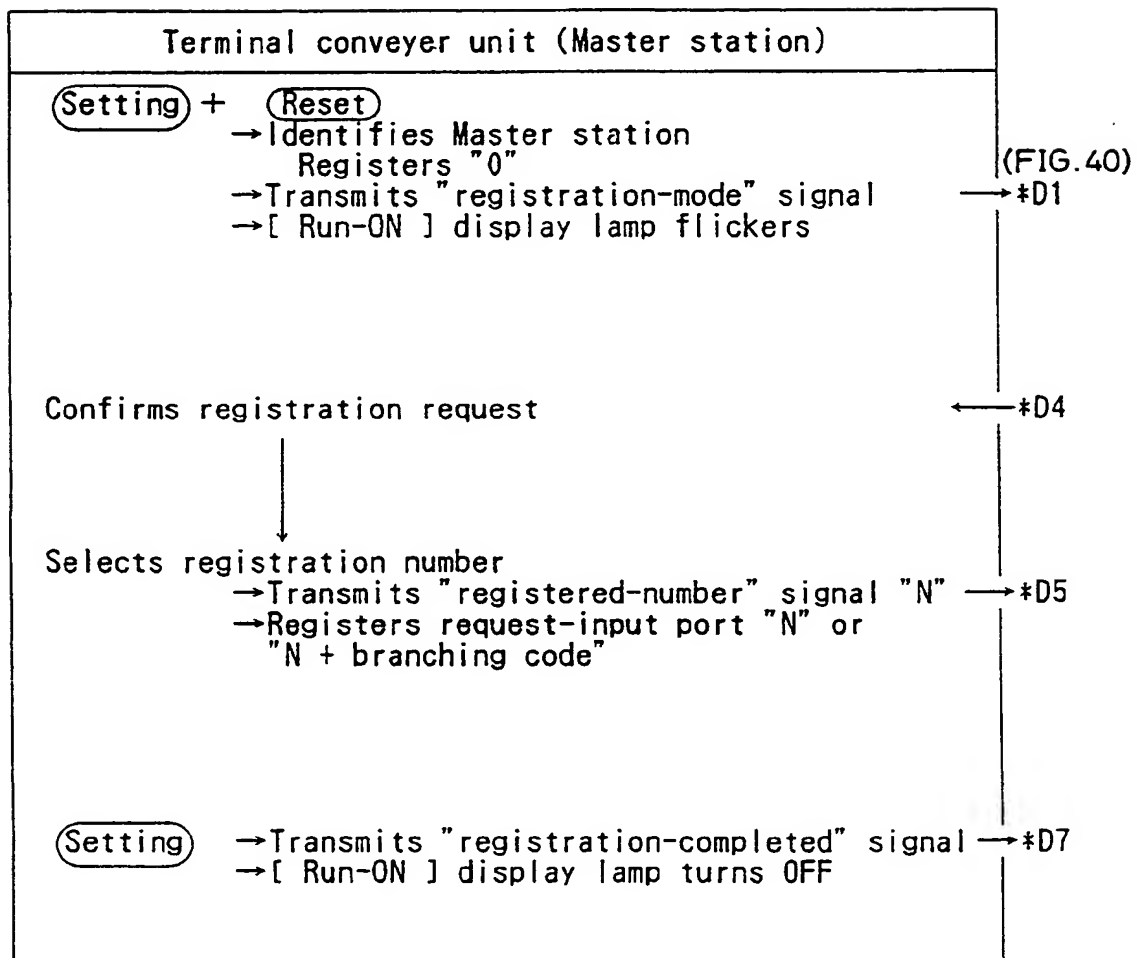 Terminal conveyer unit (Master station)
Setting + Reset
→Identifies Master station
Registers "0"
(FIG.40)
→Transmits "registration-mode" signal →*D1
→[ Run-ON ] display lamp flickers
Confirms registration request ←*D4
Selects registration number
→Transmits "registered-number" signal "N" →*D5
→Registers request-input port "N" or
"N + branching code"
Setting →Transmits "registration-completed" signal →*D7
→[ Run-ON ] display lamp turns OFF